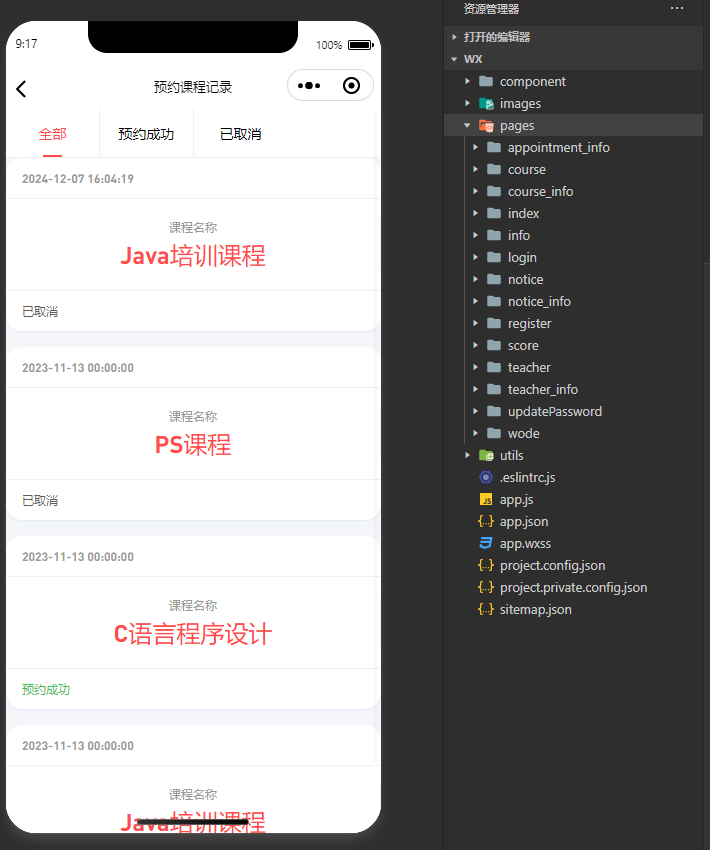 9:17
100%
预约课程记录
全部
预约成功
已取消
2024-12-07 16:04:19
课程名称
Java培训课程
已取消
2023-11-13 00:00:00
课程名称
PS课程
已取消
2023-11-13 00:00:00
课程名称
C语言程序设计
预约成功
2023-11-13 00:00:00
课程名称
Java培训课程
资源管理器
打开的编辑器
WX
component
images
pages
appointment_info
course
course_info
index
info
login
notice
notice_info
register
score
teacher
teacher_info
updatePassword
wode
utils
.eslintrc.js
app.js
app.json
app.wxss
project.config.json
project.private.config.json
sitemap.json